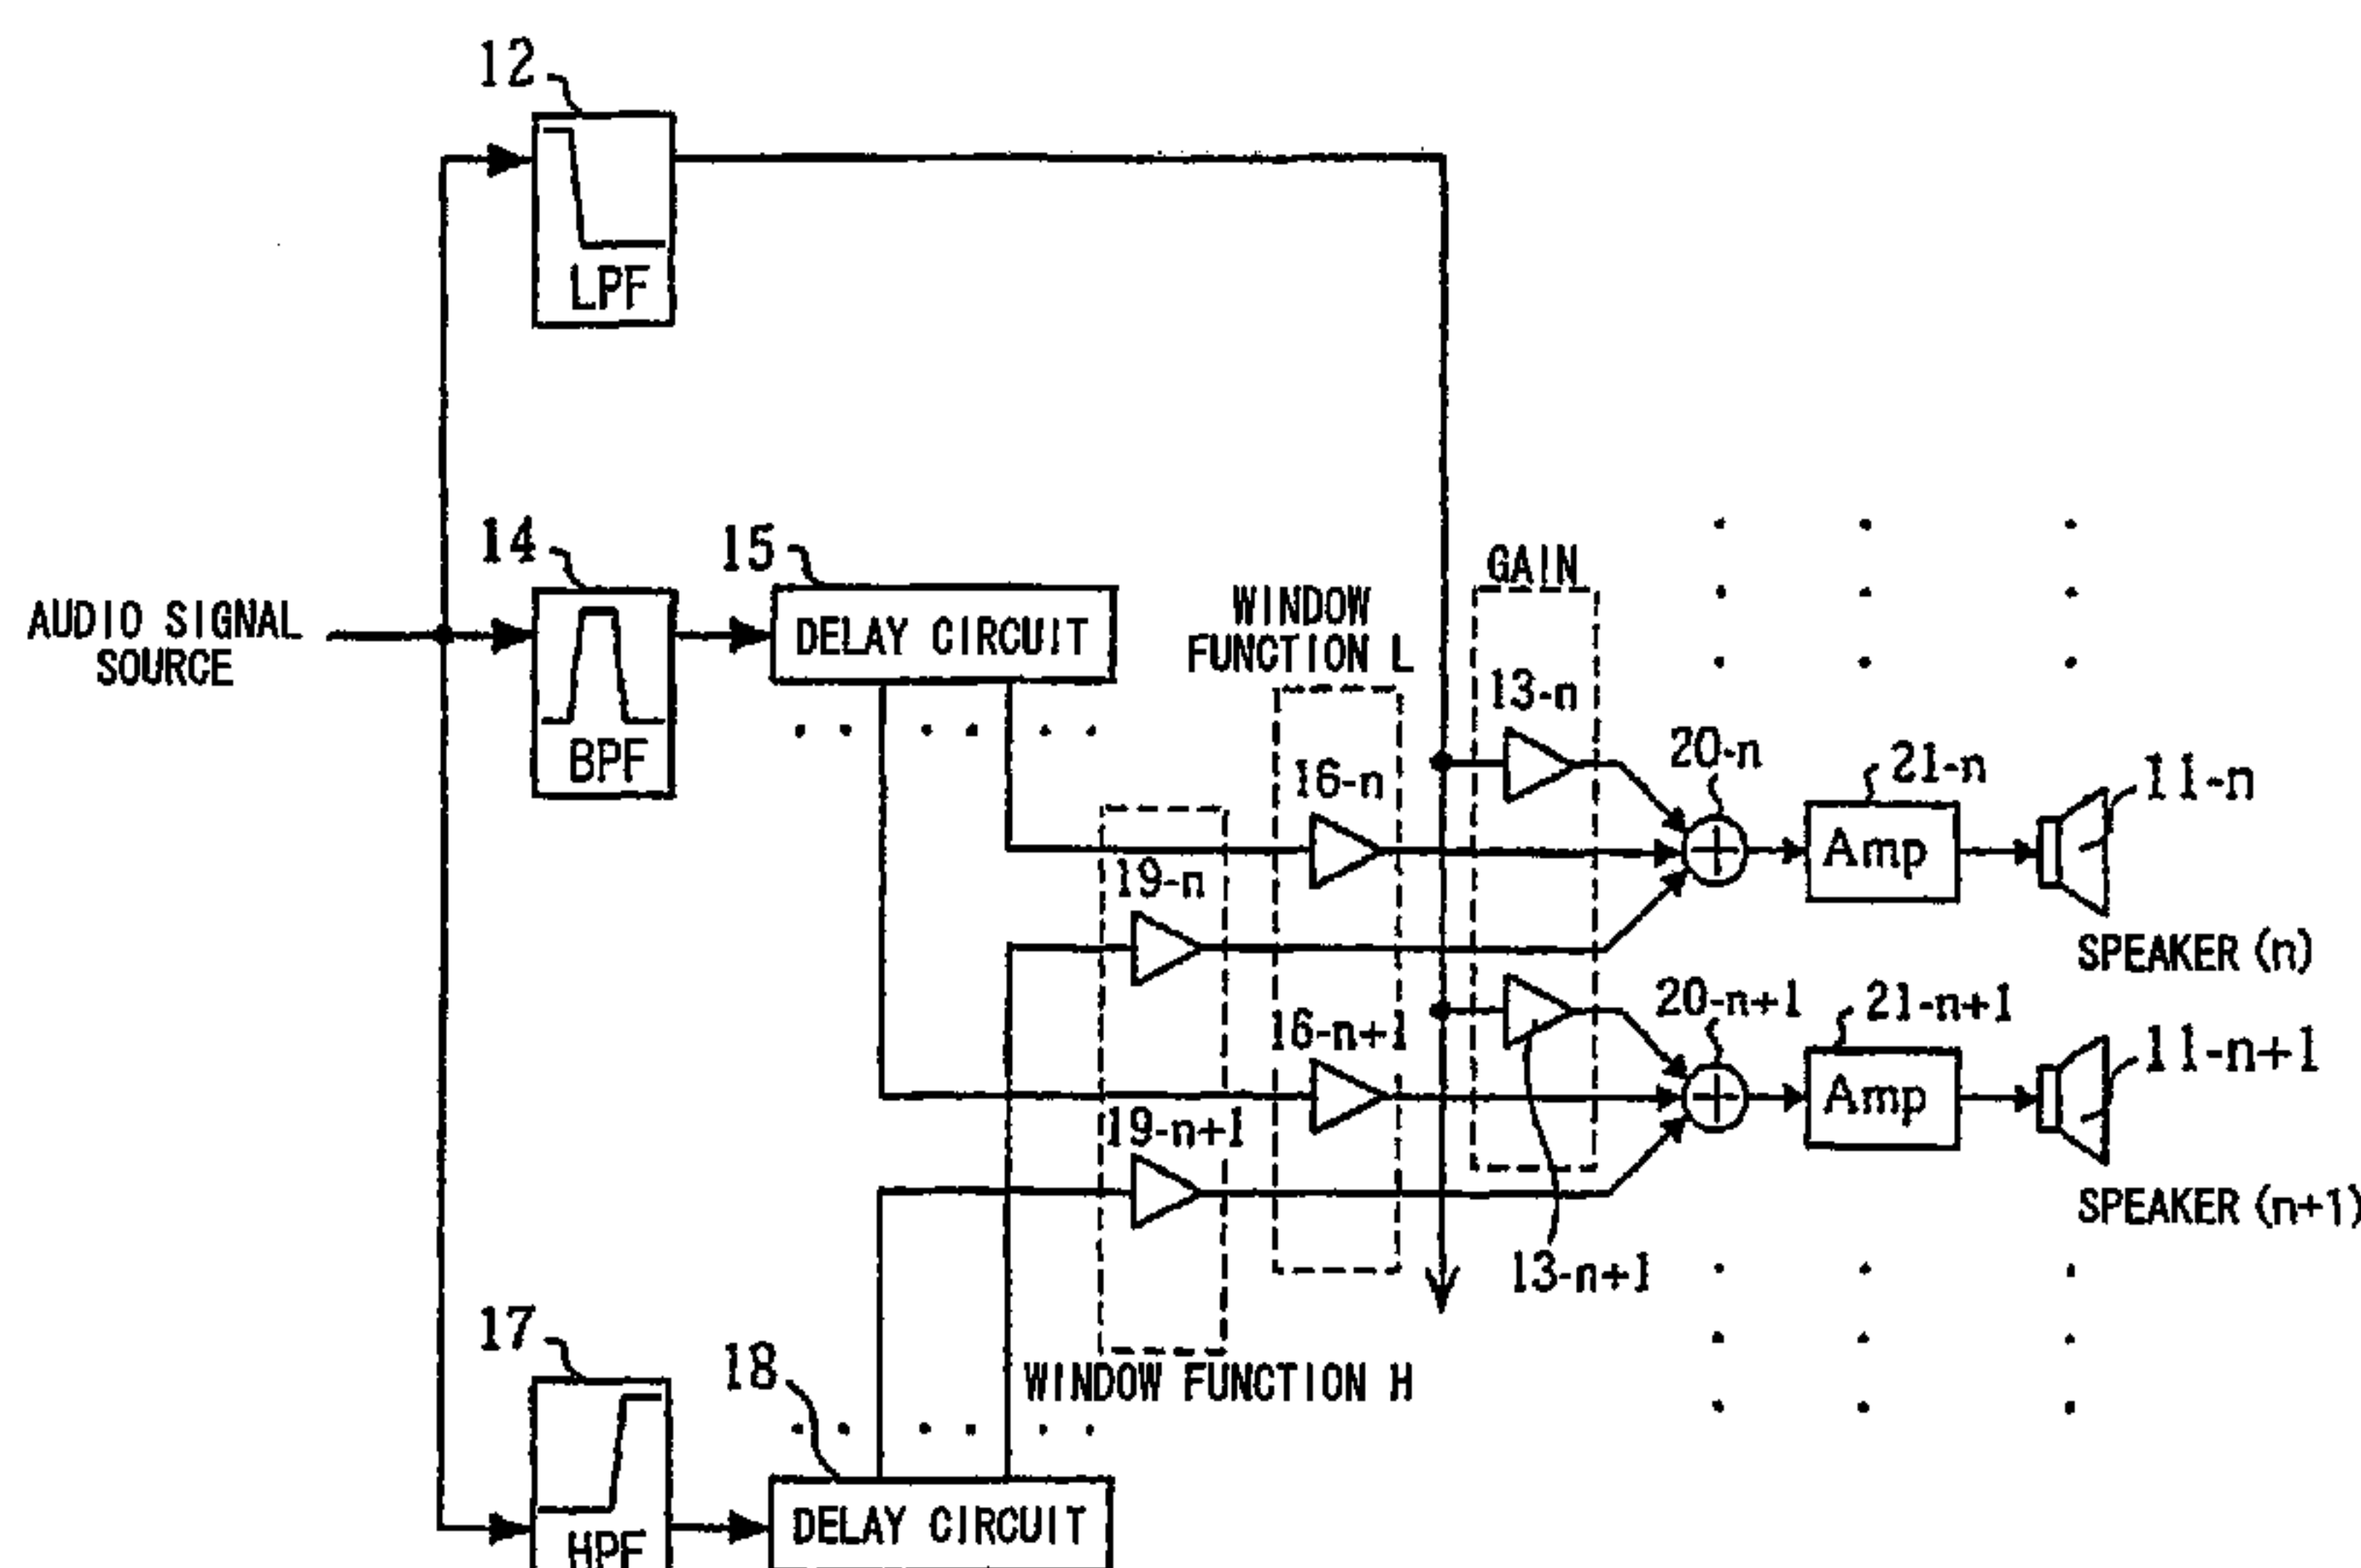 12
LPF
14
15
GAIN
AUDIO SIGNAL
SOURCE
DELAY CIRCUIT
WINDOW
FUNCTION L
13-n
BPF
16-n
20-n
21-n
11-n
Amp
19-n
SPEAKER (n)
16-n+1
20-n+1
21-n+1
11-n+1
Amp
19-n+1
SPEAKER (n+1)
13-n+1
17
18
WINDOW FUNCTION H
DELAY CIRCUIT
HPF